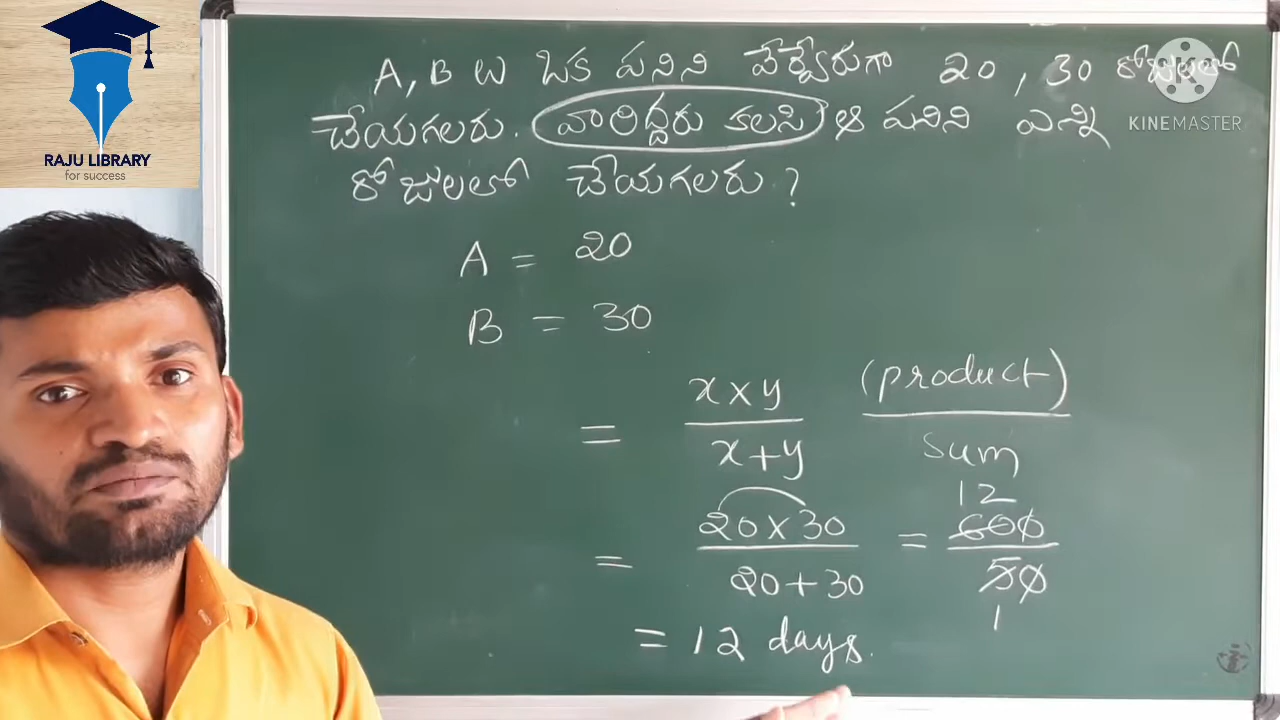 RAJU LIBRARY
for success
KINEMASTER
A, B లు ఒక పనిని వేర్వేరుగా 20, 30 రోజులలో
చేయగలరు. వారిద్దరు కలసి ఆ పనిని ఎన్ని
రోజులలో చేయగలరు?
A = 20
B = 30
= x×y / x+y (product) / sum
= 20×30 / 20+30 = 12 600 / 50 1
= 12 days.